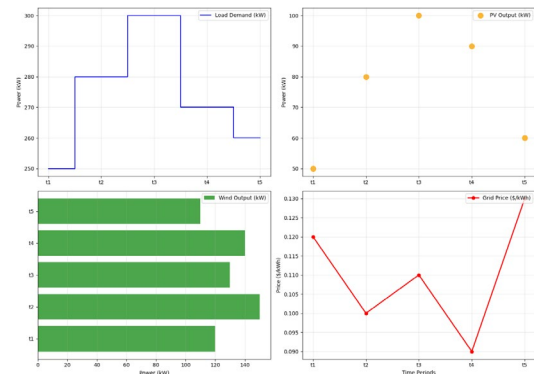 Load Demand (kW)
300
290
280
270
260
250
Power (kW)
t1 t2 t3 t4 t5
PV Output (kW)
100
90
80
70
60
50
Power (kW)
t1 t2 t3 t4 t5
Wind Output (kW)
t5
t4
t3
t2
t1
0 20 40 60 80 100 120 140
Power (kW)
Grid Price ($/kWh)
0.130
0.125
0.120
0.115
0.110
0.105
0.100
0.095
0.090
Price ($/kWh)
t1 t2 t3 t4 t5
Time Periods